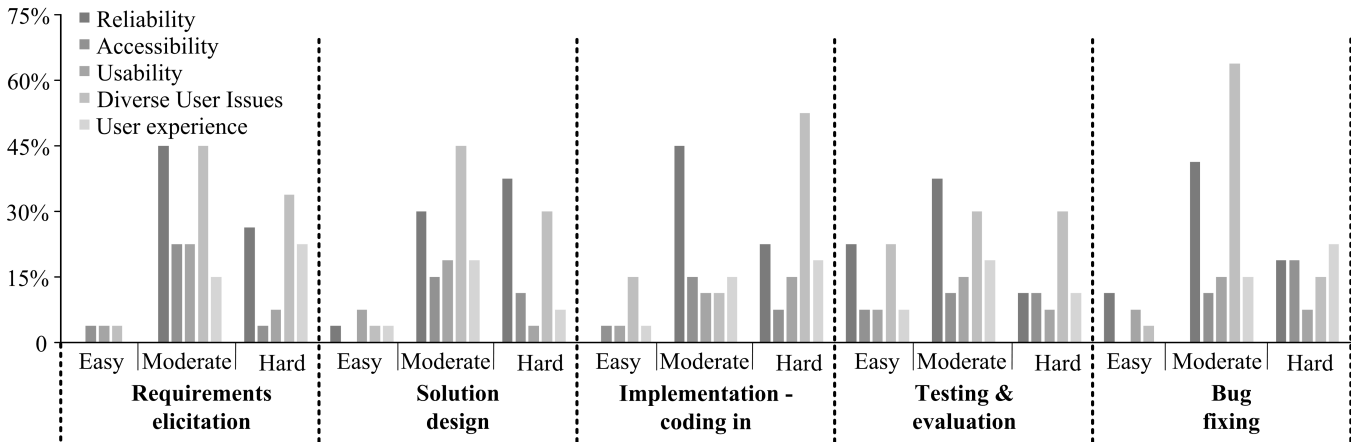 75%
60%
45%
30%
15%
0
Reliability
Accessibility
Usability
Diverse User Issues
User experience
Easy Moderate Hard
Requirements
elicitation
Easy Moderate Hard
Solution
design
Easy Moderate Hard
Implementation -
coding in
Easy Moderate Hard
Testing &
evaluation
Easy Moderate Hard
Bug
fixing